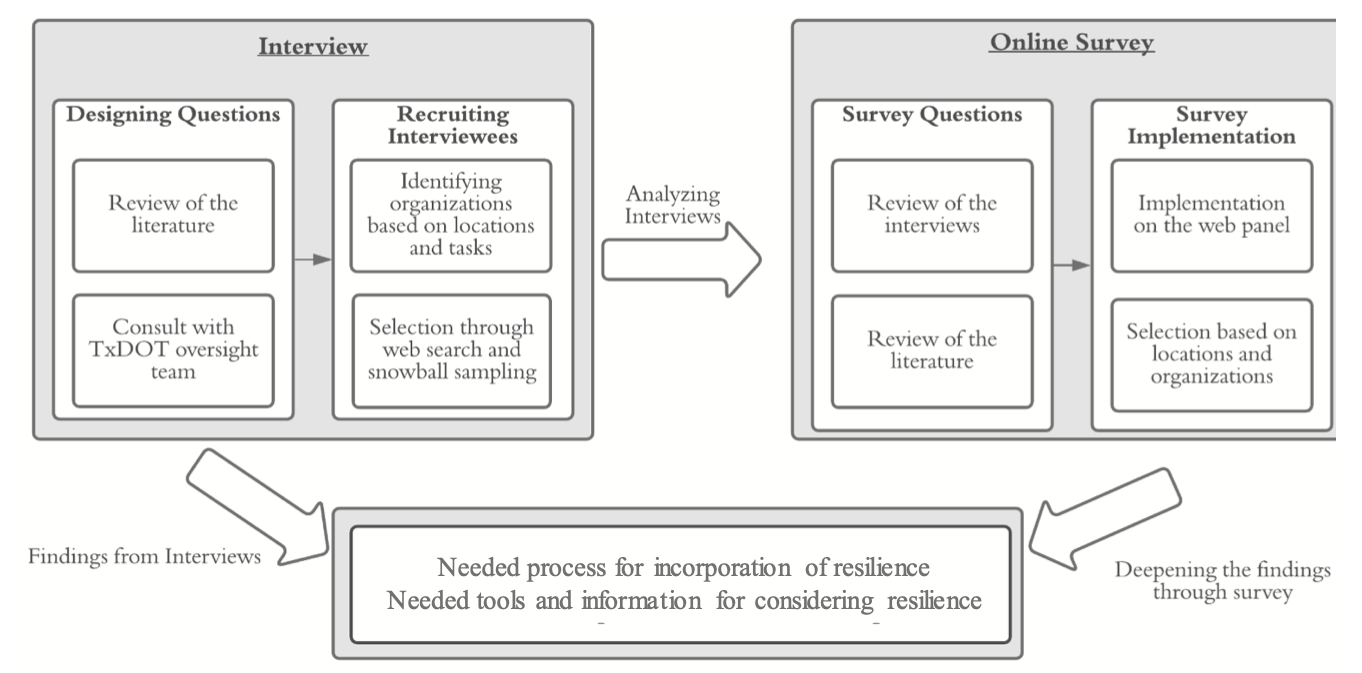 Interview
Designing Questions
Review of the
literature
Consult with
TxDOT oversight
team
Recruiting
Interviewees
Identifying
organizations
based on locations
and tasks
Selection through
web search and
snowball sampling
Analyzing
Interviews
Online Survey
Survey Questions
Review of the
interviews
Review of the
literature
Survey
Implementation
Implementation
on the web panel
Selection based on
locations and
organizations
Findings from Interviews
Needed process for incorporation of resilience
Needed tools and information for considering resilience
Deepening the findings
through survey